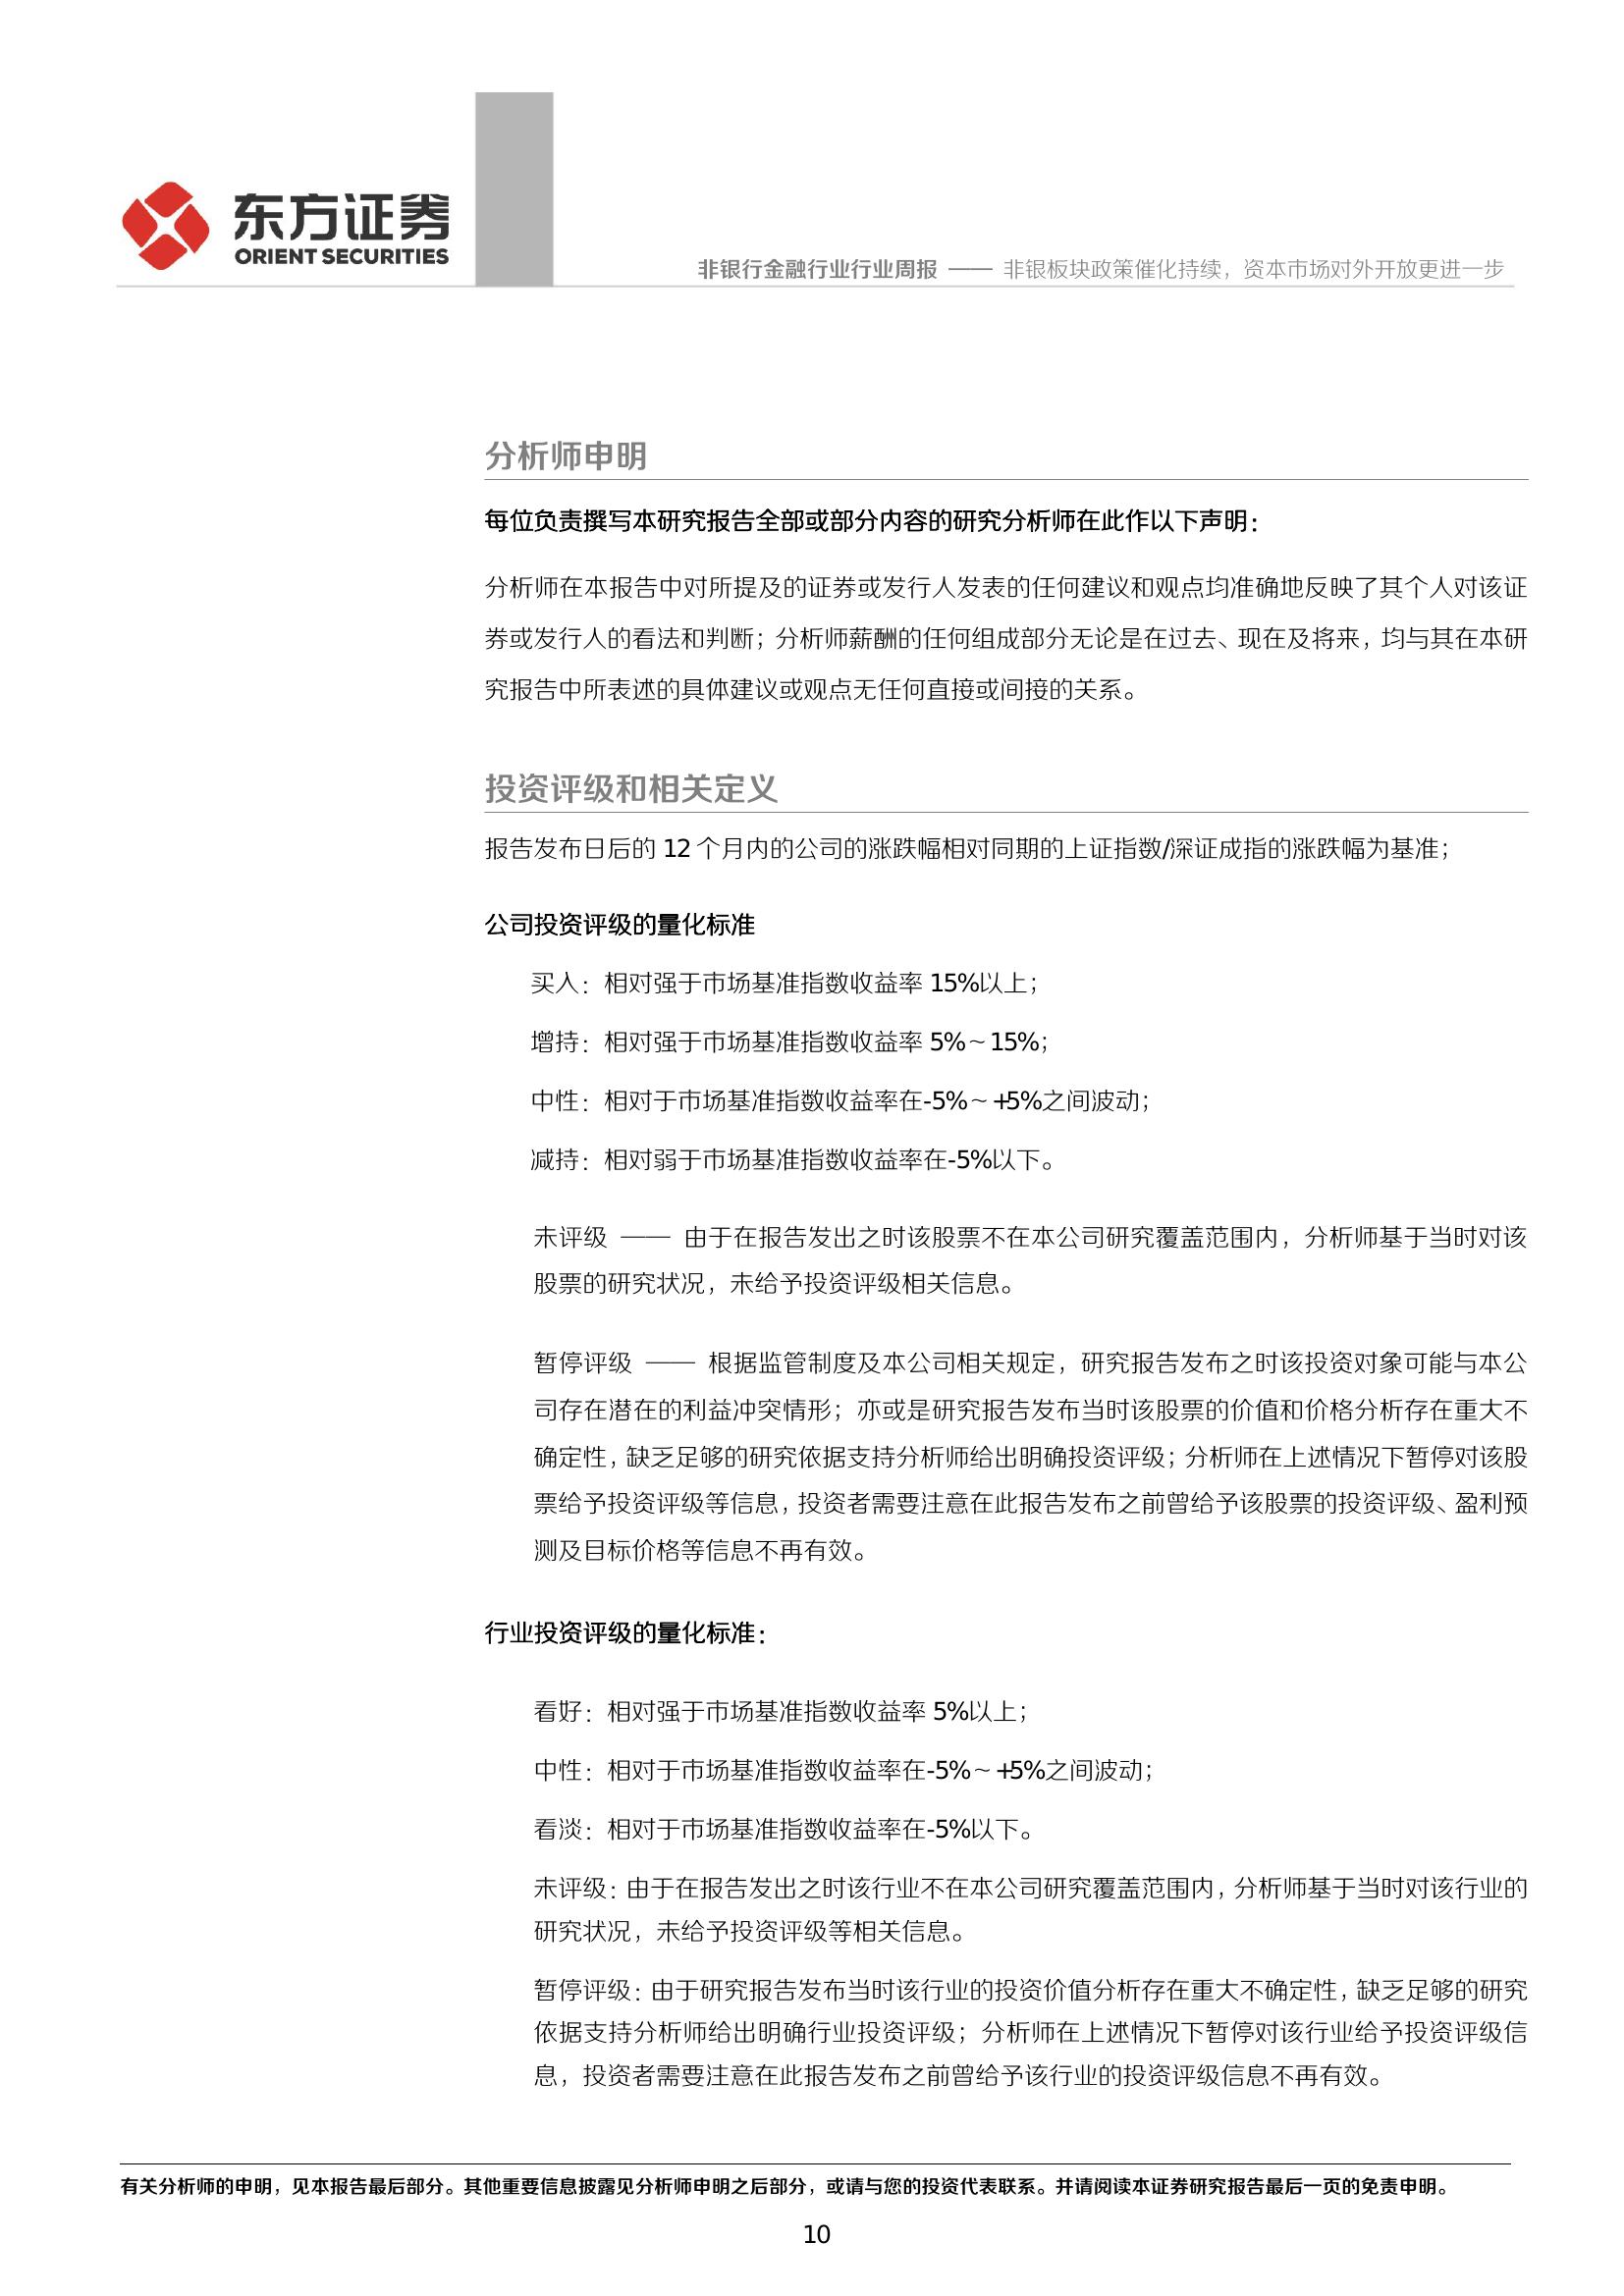 东方证券
ORIENT SECURITIES
非银行金融行业行业周报 —— 非银板块政策催化持续，资本市场对外开放更进一步
分析师申明
每位负责撰写本研究报告全部或部分内容的研究分析师在此作以下声明：
分析师在本报告中对所提及的证券或发行人发表的任何建议和观点均准确地反映了其个人对该证
券或发行人的看法和判断；分析师薪酬的任何组成部分无论是在过去、现在及将来，均与其在本研
究报告中所表述的具体建议或观点无任何直接或间接的关系。
投资评级和相关定义
报告发布日后的 12 个月内的公司的涨跌幅相对同期的上证指数/深证成指的涨跌幅为基准；
公司投资评级的量化标准
买入：相对强于市场基准指数收益率 15%以上；
增持：相对强于市场基准指数收益率 5%～15%；
中性：相对于市场基准指数收益率在-5%～+5%之间波动；
减持：相对弱于市场基准指数收益率在-5%以下。
未评级 —— 由于在报告发出之时该股票不在本公司研究覆盖范围内，分析师基于当时对该
股票的研究状况，未给予投资评级相关信息。
暂停评级 —— 根据监管制度及本公司相关规定，研究报告发布之时该投资对象可能与本公
司存在潜在的利益冲突情形；亦或是研究报告发布当时该股票的价值和价格分析存在重大不
确定性，缺乏足够的研究依据支持分析师给出明确投资评级；分析师在上述情况下暂停对该股
票给予投资评级等信息，投资者需要注意在此报告发布之前曾给予该股票的投资评级、盈利预
测及目标价格等信息不再有效。
行业投资评级的量化标准：
看好：相对强于市场基准指数收益率 5%以上；
中性：相对于市场基准指数收益率在-5%～+5%之间波动；
看淡：相对于市场基准指数收益率在-5%以下。
未评级：由于在报告发出之时该行业不在本公司研究覆盖范围内，分析师基于当时对该行业的
研究状况，未给予投资评级等相关信息。
暂停评级：由于研究报告发布当时该行业的投资价值分析存在重大不确定性，缺乏足够的研究
依据支持分析师给出明确行业投资评级；分析师在上述情况下暂停对该行业给予投资评级信
息，投资者需要注意在此报告发布之前曾给予该行业的投资评级信息不再有效。
有关分析师的申明，见本报告最后部分。其他重要信息披露见分析师申明之后部分，或请与您的投资代表联系。并请阅读本证券研究报告最后一页的免责申明。
10